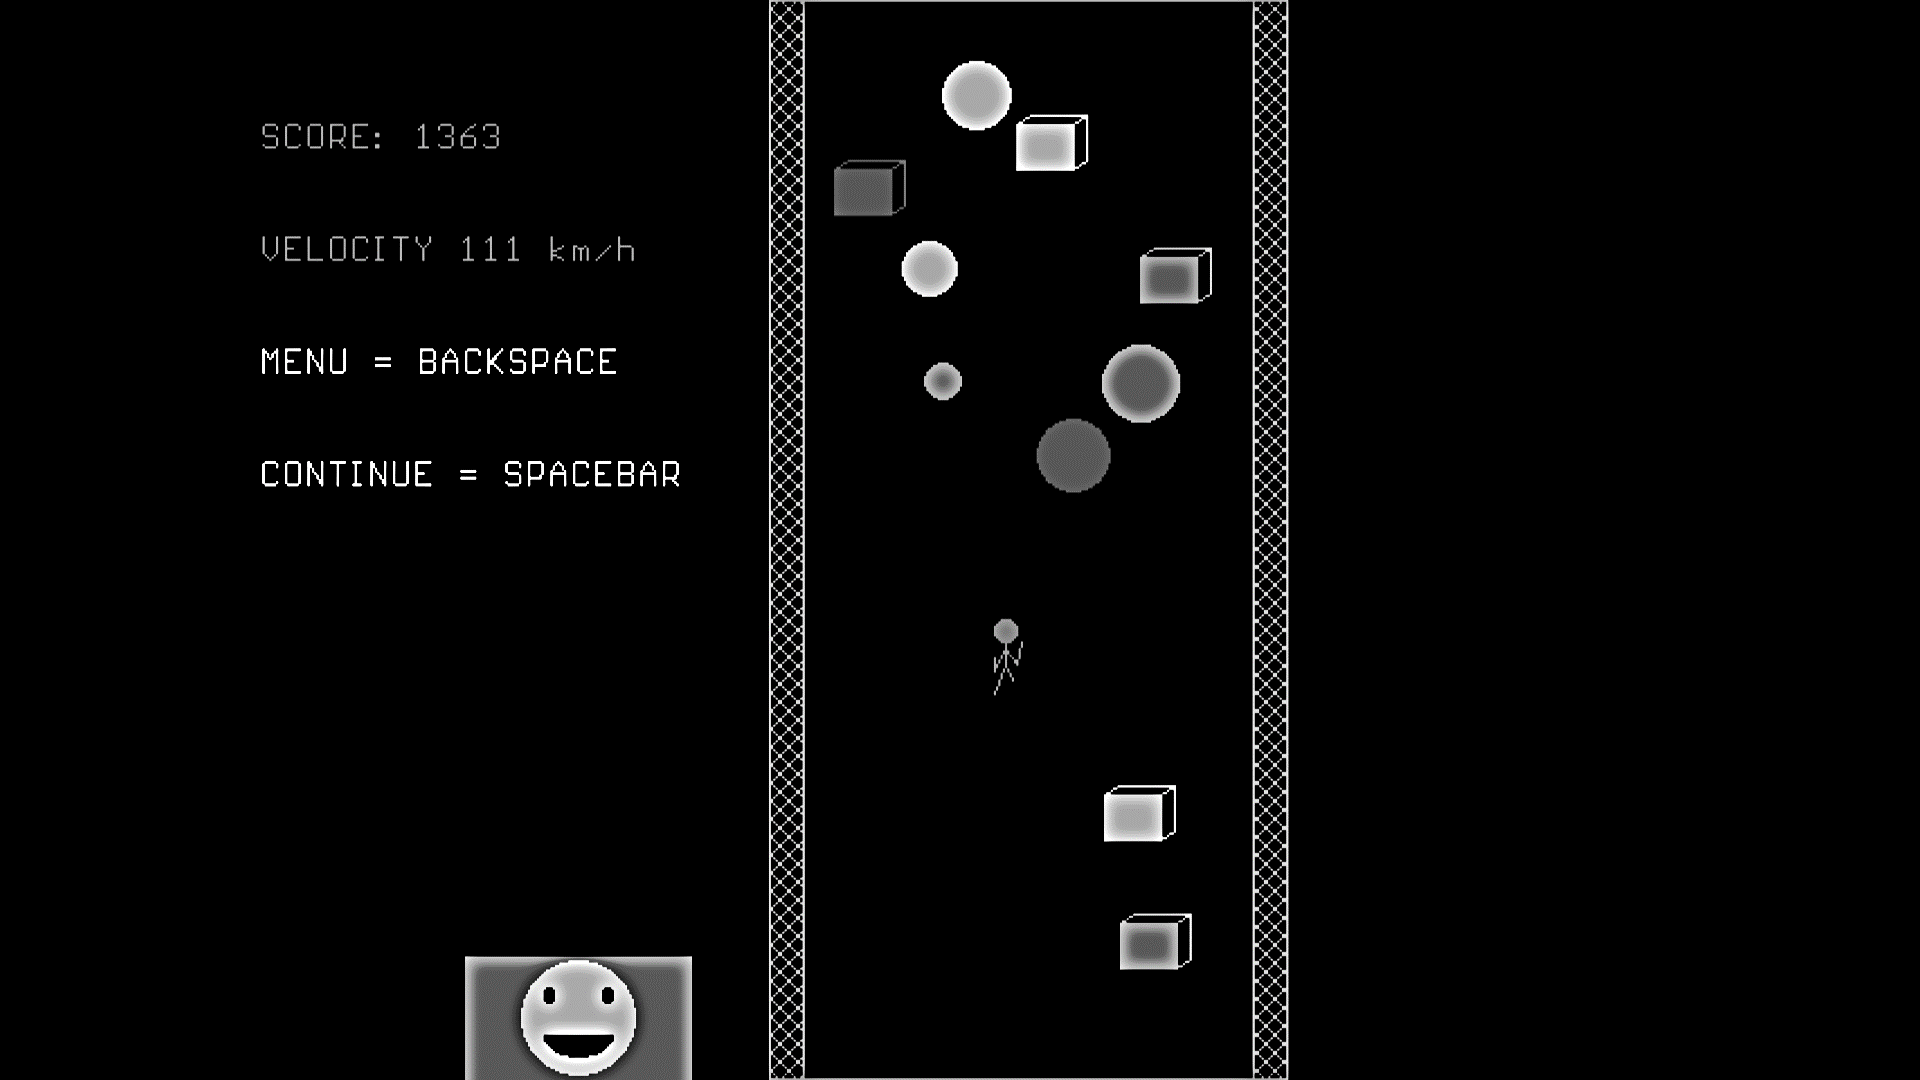 SCORE: 1363
VELOCITY 111 km/h
MENU = BACKSPACE
CONTINUE = SPACEBAR